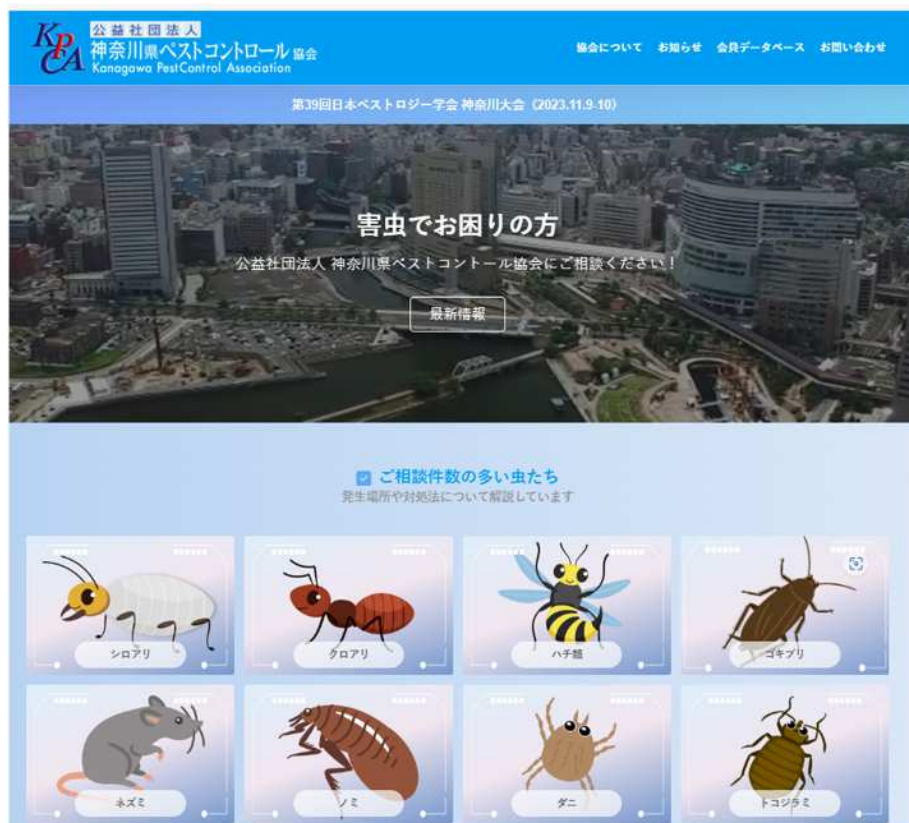 KPCA
公益社団法人
神奈川県ペストコントロール協会
Kanagawa PestControl Association
協会について お知らせ 会員データベース お問い合わせ
第39回日本ペストロジー学会 神奈川大会（2023.11.9-10）
害虫でお困りの方
公益社団法人 神奈川県ペストコントール協会にご相談ください！
最新情報
ご相談件数の多い虫たち
発生場所や対処法について解説しています
シロアリ
クロアリ
ハチ類
ゴキブリ
ネズミ
ノミ
ダニ
トコジラミ